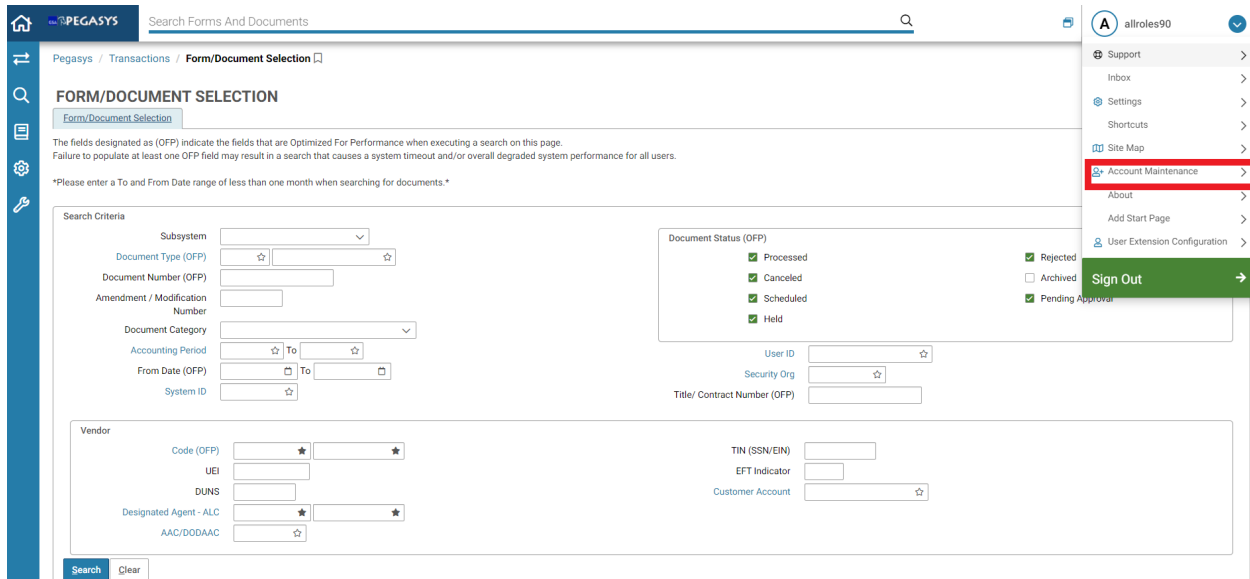 GSA PEGASYS
Search Forms And Documents
A allroles90
Pegasys / Transactions / Form/Document Selection
Support
Inbox
Settings
Shortcuts
Site Map
Account Maintenance
About
Add Start Page
User Extension Configuration
Sign Out
FORM/DOCUMENT SELECTION
Form/Document Selection
The fields designated as (OFP) indicate the fields that are Optimized For Performance when executing a search on this page.
Failure to populate at least one OFP field may result in a search that causes a system timeout and/or overall degraded system performance for all users.
*Please enter a To and From Date range of less than one month when searching for documents.*
Search Criteria
Subsystem
Document Type (OFP)
Document Number (OFP)
Amendment / Modification
Number
Document Category
Accounting Period To
From Date (OFP) To
System ID
Document Status (OFP)
Processed
Canceled
Scheduled
Held
Rejected
Archived
Pending Approval
User ID
Security Org
Title/ Contract Number (OFP)
Vendor
Code (OFP)
UEI
DUNS
Designated Agent - ALC
AAC/DODAAC
TIN (SSN/EIN)
EFT Indicator
Customer Account
Search Clear